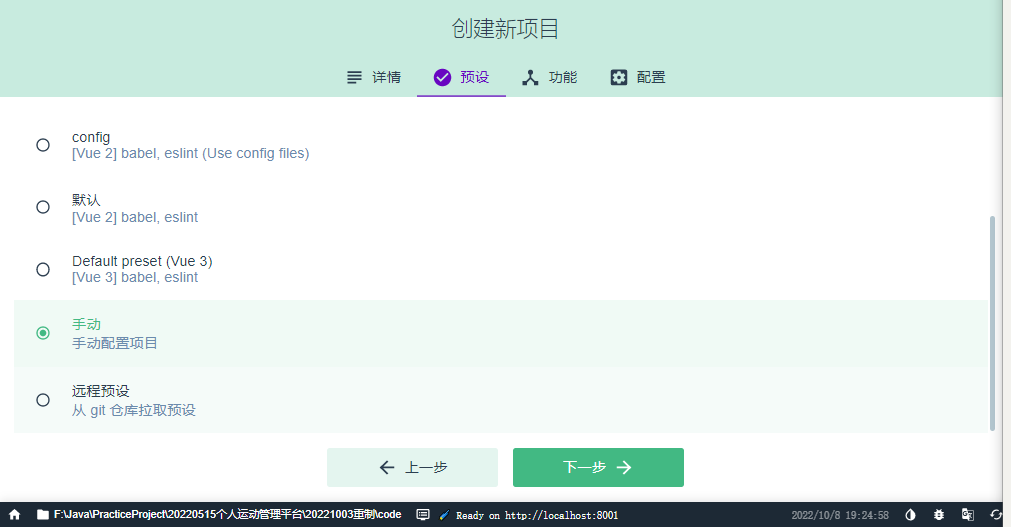 创建新项目
详情 预设 功能 配置
config
[Vue 2] babel, eslint (Use config files)
默认
[Vue 2] babel, eslint
Default preset (Vue 3)
[Vue 3] babel, eslint
手动
手动配置项目
远程预设
从 git 仓库拉取预设
上一步 下一步
F:\Java\PracticeProject\20220515个人运动管理平台\20221003重制\code Ready on http://localhost:8001 2022/10/8 19:24:58